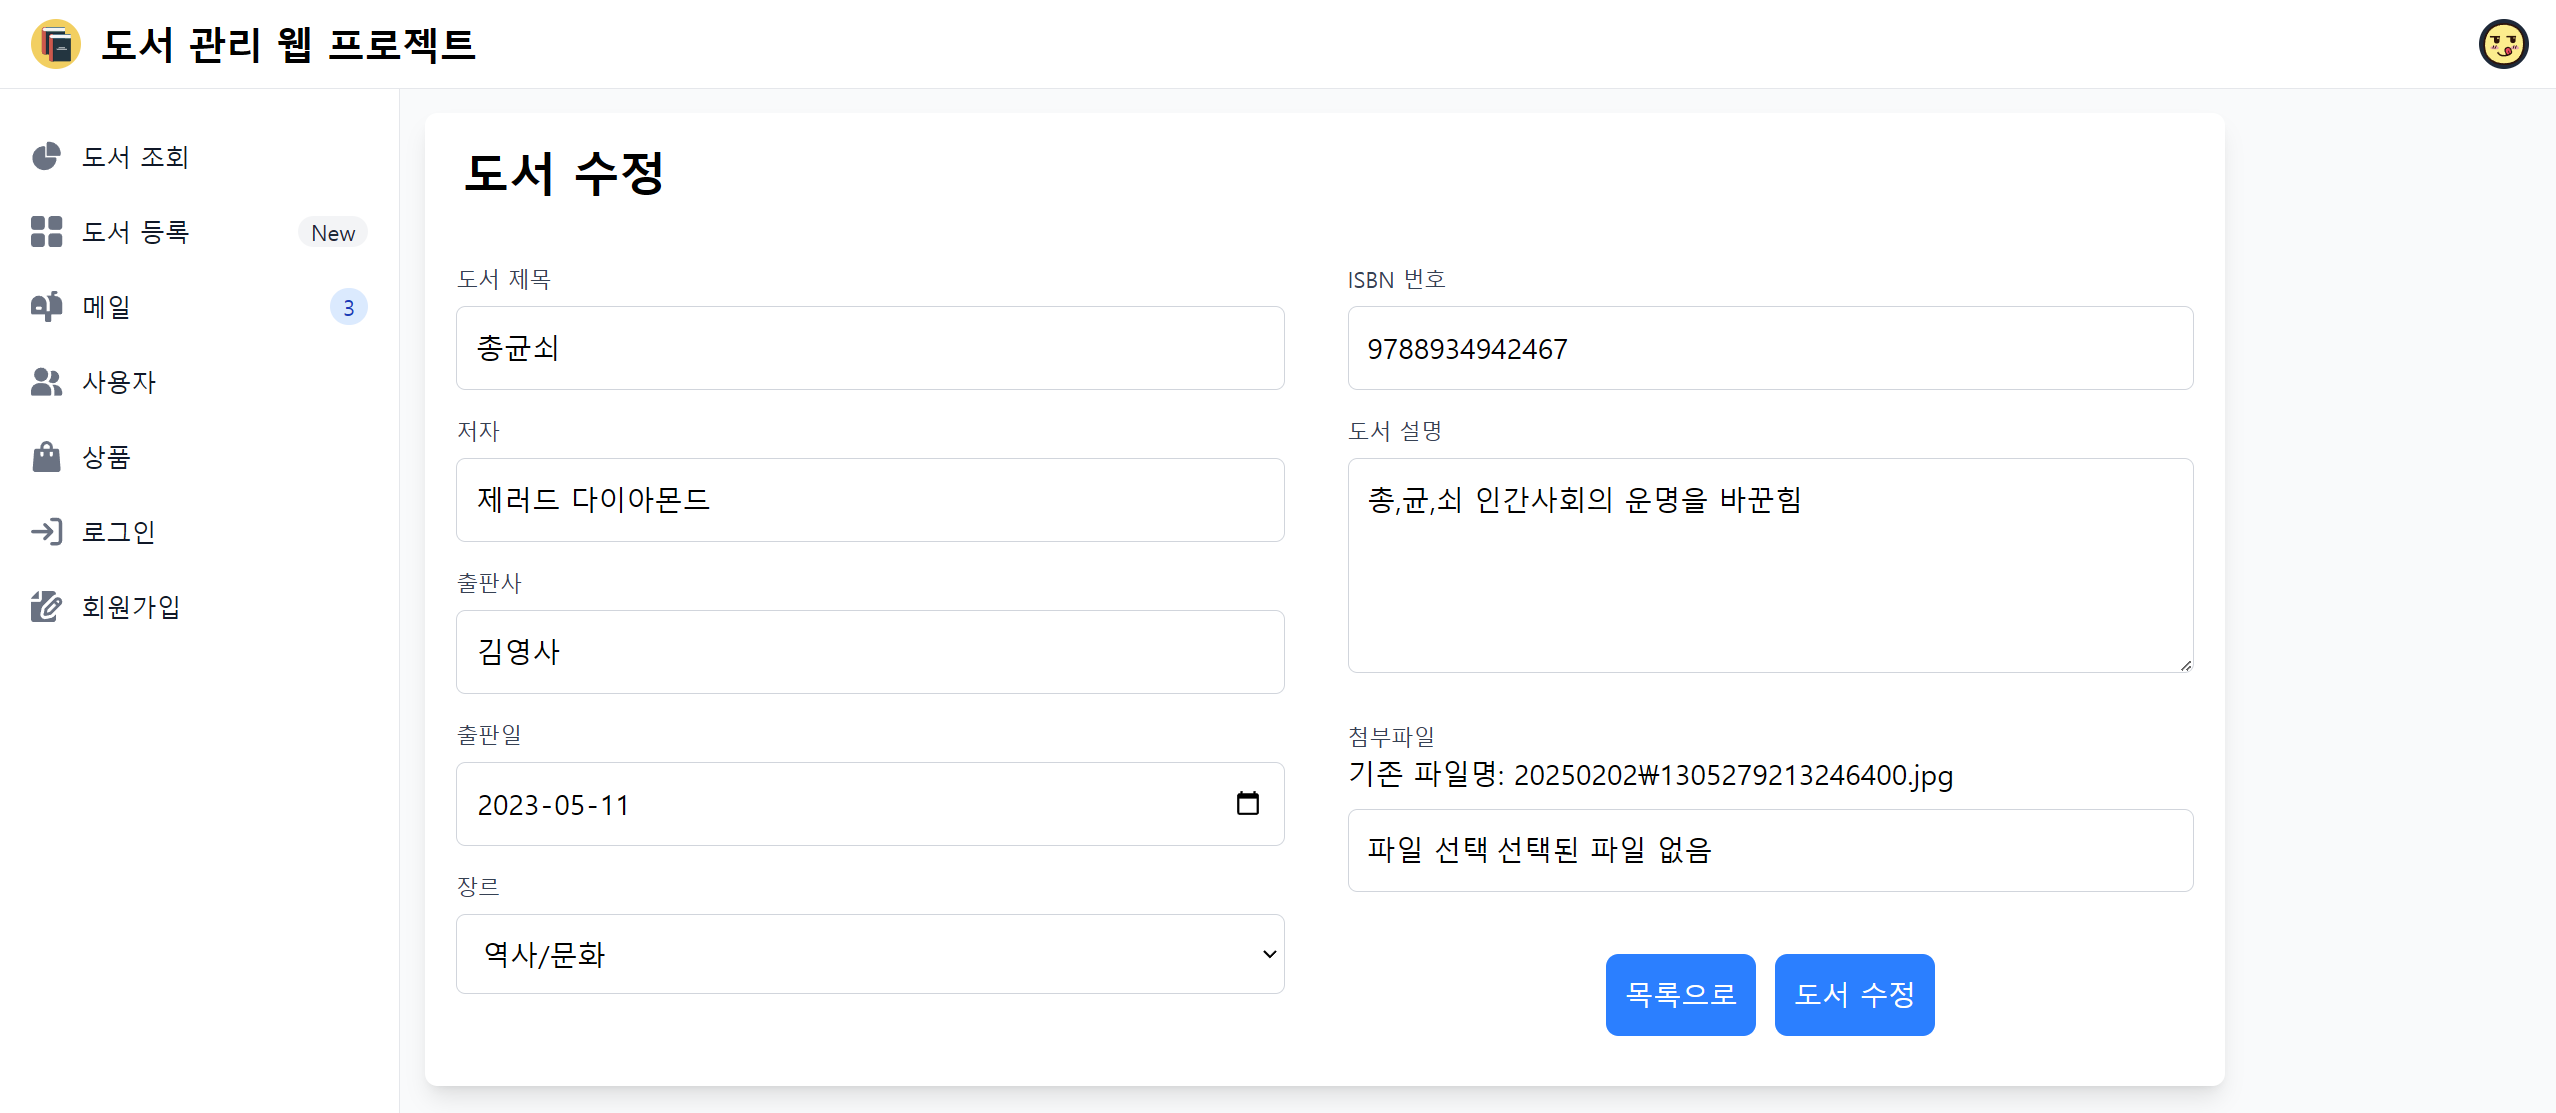 도서 관리 웹 프로젝트
도서 조회
도서 등록
New
메일
3
사용자
상품
로그인
회원가입
도서 수정
도서 제목
총균쇠
저자
제러드 다이아몬드
출판사
김영사
출판일
2023-05-11
장르
역사/문화
ISBN 번호
9788934942467
도서 설명
총,균,쇠 인간사회의 운명을 바꾼힘
첨부파일
기존 파일명: 20250202₩1305279213246400.jpg
파일 선택 선택된 파일 없음
목록으로
도서 수정